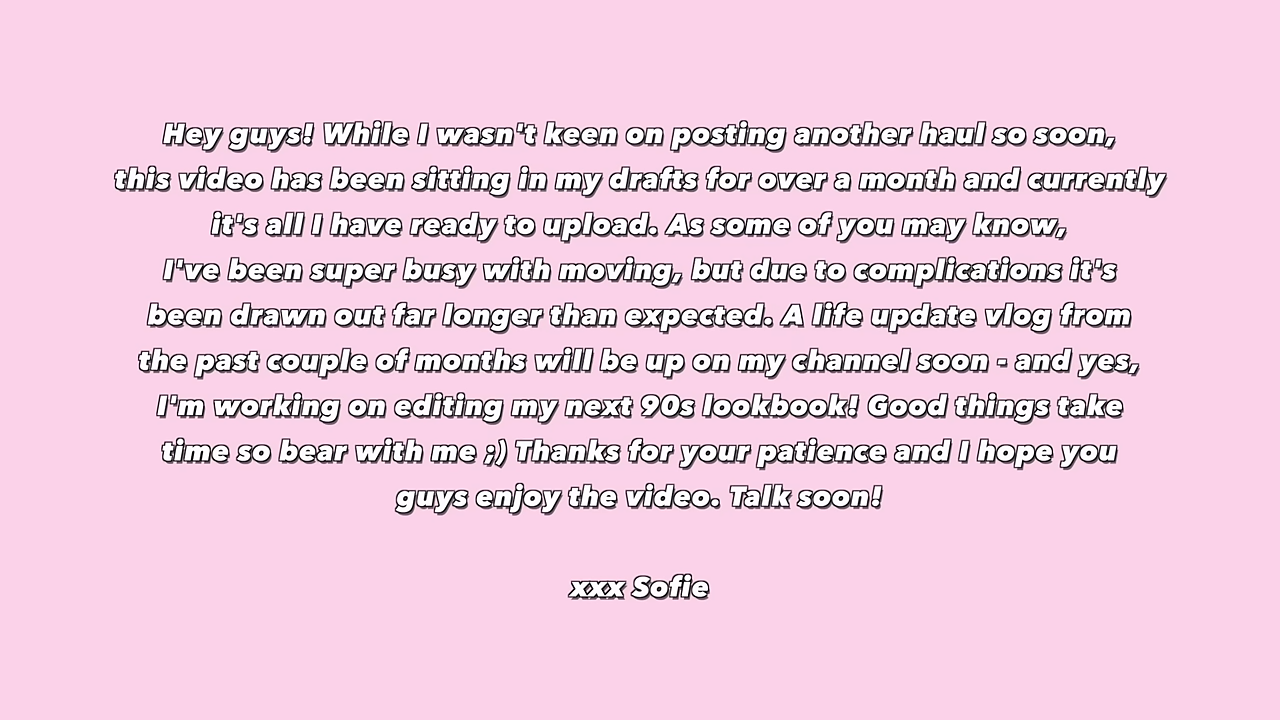 Hey guys! While I wasn't keen on posting another haul so soon,
this video has been sitting in my drafts for over a month and currently
it's all I have ready to upload. As some of you may know,
I've been super busy with moving, but due to complications it's
been drawn out far longer than expected. A life update vlog from
the past couple of months will be up on my channel soon - and yes,
I'm working on editing my next 90s lookbook! Good things take
time so bear with me ;) Thanks for your patience and I hope you
guys enjoy the video. Talk soon!
xxx Sofie